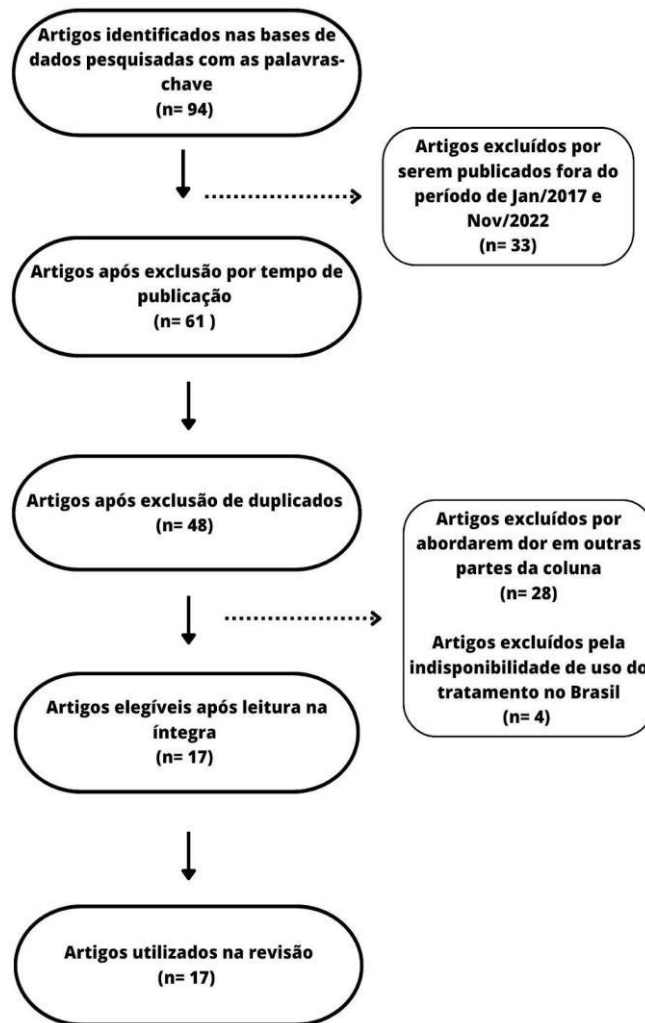 Artigos identificados nas bases de
dados pesquisadas com as palavras-
chave
(n= 94)
Artigos excluídos por
serem publicados fora do
período de Jan/2017 e
Nov/2022
(n= 33)
Artigos após exclusão por tempo de
publicação
(n= 61 )
Artigos após exclusão de duplicados
(n= 48)
Artigos excluídos por
abordarem dor em outras
partes da coluna
(n= 28)
Artigos excluídos pela
indisponibilidade de uso do
tratamento no Brasil
(n= 4)
Artigos elegíveis após leitura na
íntegra
(n= 17)
Artigos utilizados na revisão
(n= 17)